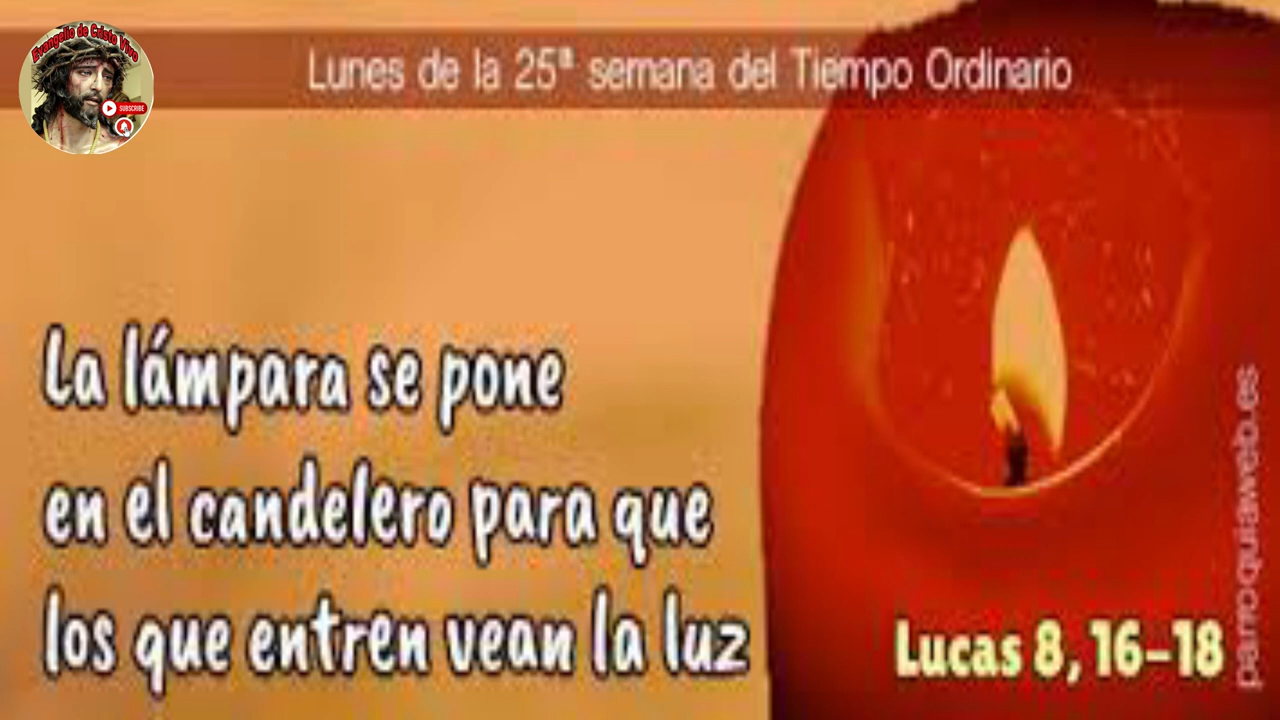 Evangelio de Cristo Vivo
SUBSCRIBE
Lunes de la 25ª semana del Tiempo Ordinario
La lámpara se pone
en el candelero para que
los que entren vean la luz
Lucas 8, 16-18
parroquiaweb.es